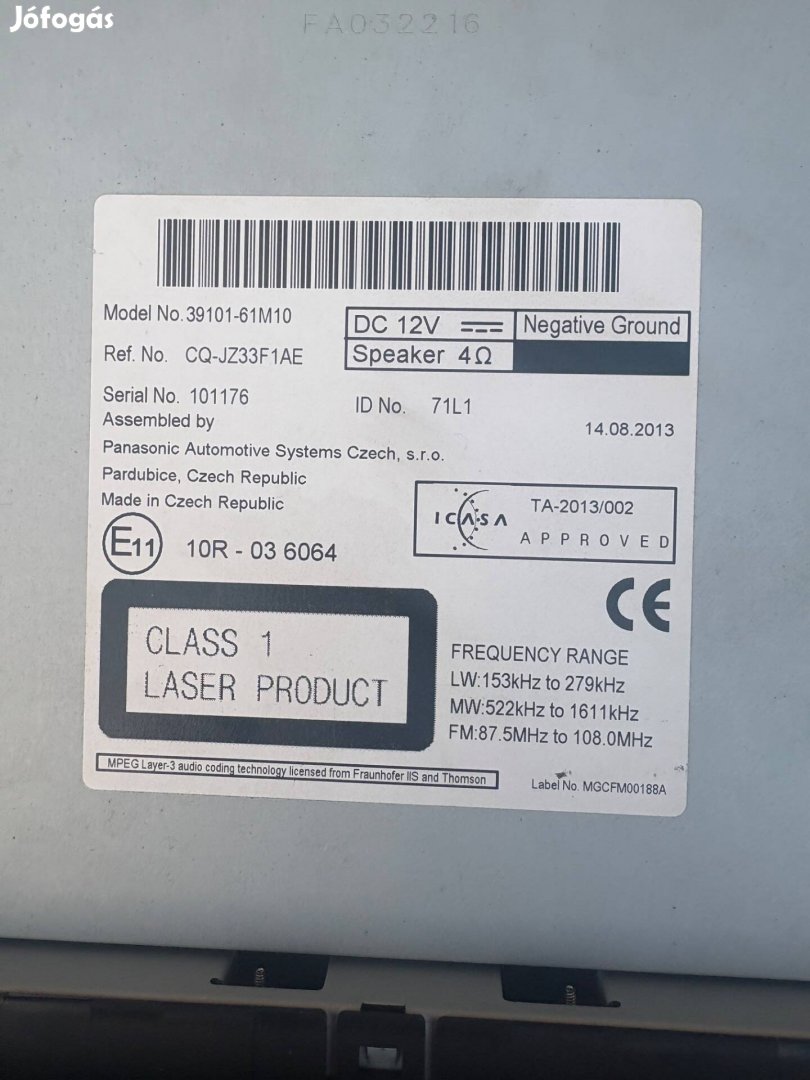 Jófogás
FA032216
Model No. 39101-61M10
DC 12V
Negative Ground
Ref. No. CQ-JZ33F1AE
Speaker 4Ω
Serial No. 101176
ID No. 71L1
Assembled by
14.08.2013
Panasonic Automotive Systems Czech, s.r.o.
Pardubice, Czech Republic
Made in Czech Republic
ICASA
TA-2013/002
APPROVED
E11
10R - 03 6064
CE
CLASS 1
LASER PRODUCT
FREQUENCY RANGE
LW:153kHz to 279kHz
MW:522kHz to 1611kHz
FM:87.5MHz to 108.0MHz
MPEG Layer-3 audio coding technology licensed from Fraunhofer IIS and Thomson
Label No. MGCFM00188A